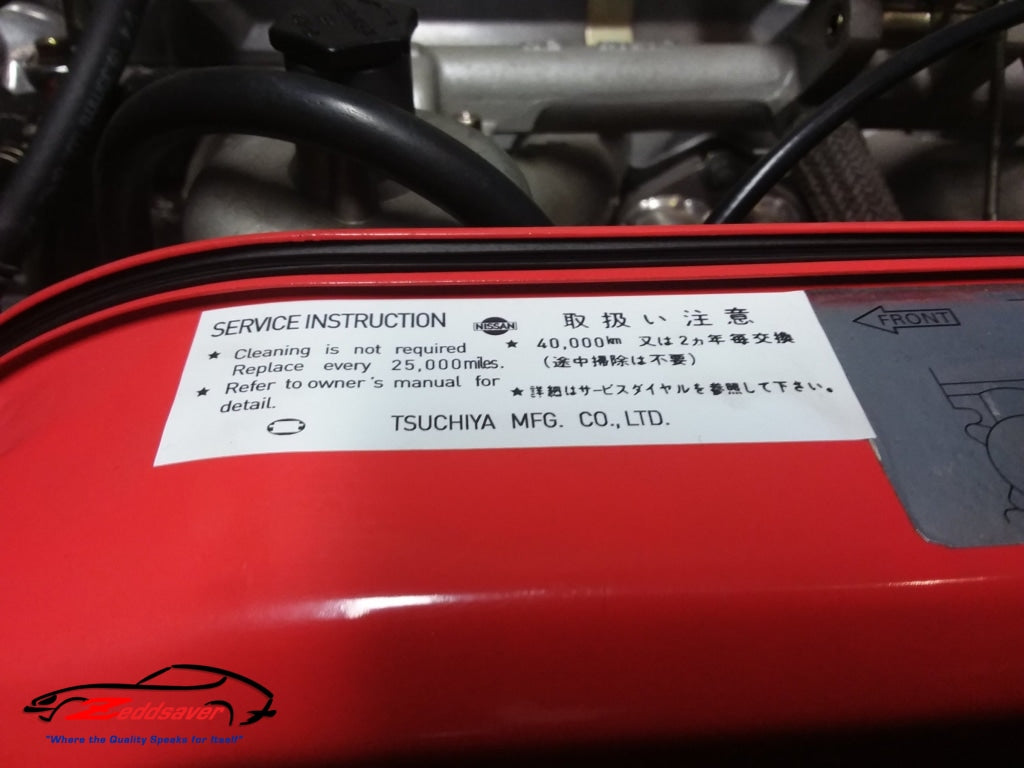 SERVICE INSTRUCTION
★ Cleaning is not required
Replace every 25,000miles.
★ Refer to owner's manual for
detail.
NISSAN
取扱い注意
★ 40,000km 又は2ヵ年毎交換
(途中掃除は不要)
★詳細はサービスダイヤルを参照して下さい。
TSUCHIYA MFG. CO.,LTD.
FRONT
Zeddsaver
"Where the Quality Speaks for Itself"